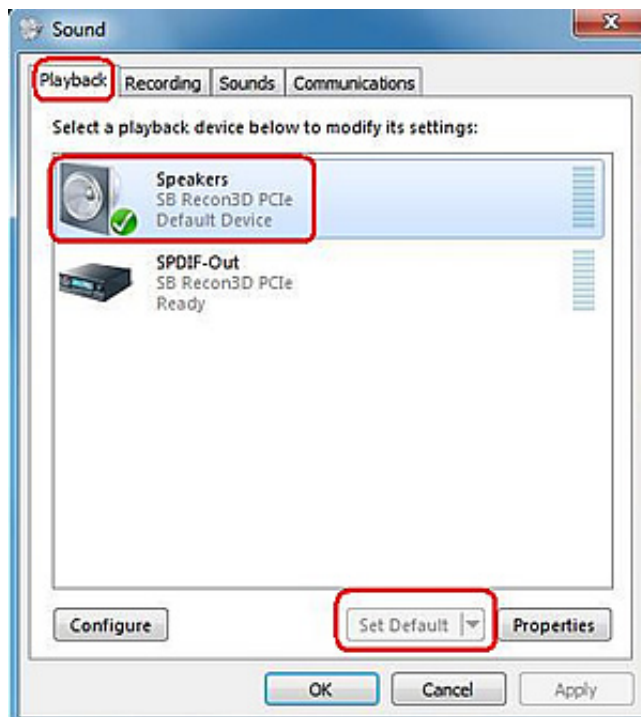 Sound
Playback Recording Sounds Communications
Select a playback device below to modify its settings:
Speakers
SB Recon3D PCIe
Default Device
SPDIF-Out
SB Recon3D PCIe
Ready
Configure Set Default Properties
OK Cancel Apply